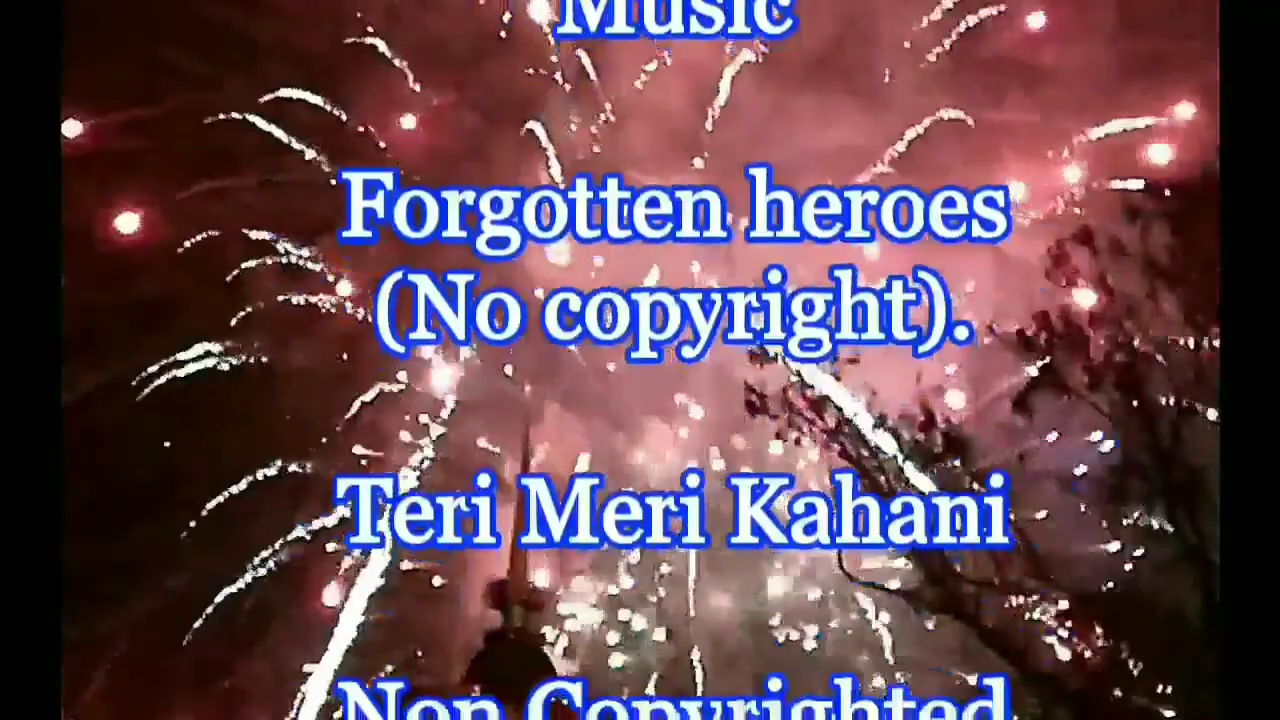 Music
Forgotten heroes
(No copyright).
Teri Meri Kahani
Non Copyrighted